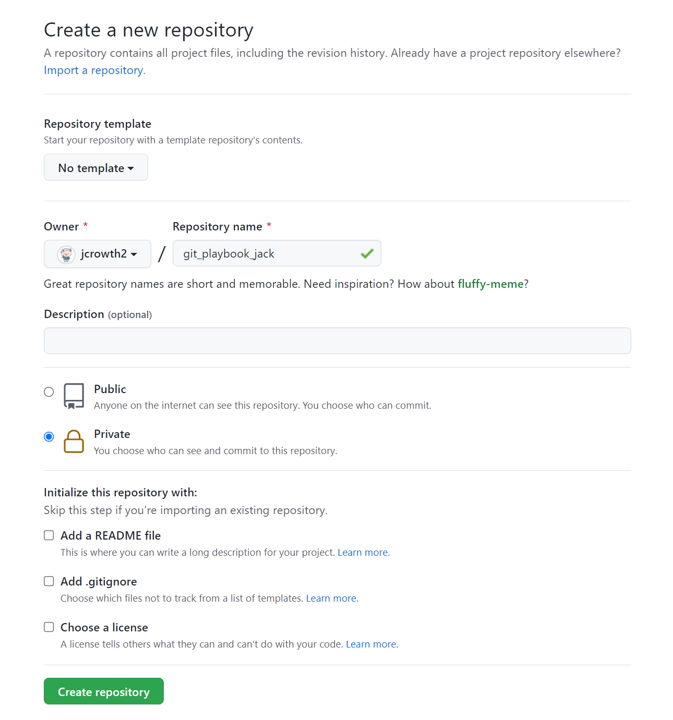 Create a new repository
A repository contains all project files, including the revision history. Already have a project repository elsewhere?
Import a repository.
Repository template
Start your repository with a template repository's contents.
No template
Owner * Repository name *
jcrowth2 / git_playbook_jack
Great repository names are short and memorable. Need inspiration? How about fluffy-meme?
Description (optional)
Public
Anyone on the internet can see this repository. You choose who can commit.
Private
You choose who can see and commit to this repository.
Initialize this repository with:
Skip this step if you're importing an existing repository.
Add a README file
This is where you can write a long description for your project. Learn more.
Add .gitignore
Choose which files not to track from a list of templates. Learn more.
Choose a license
A license tells others what they can and can't do with your code. Learn more.
Create repository